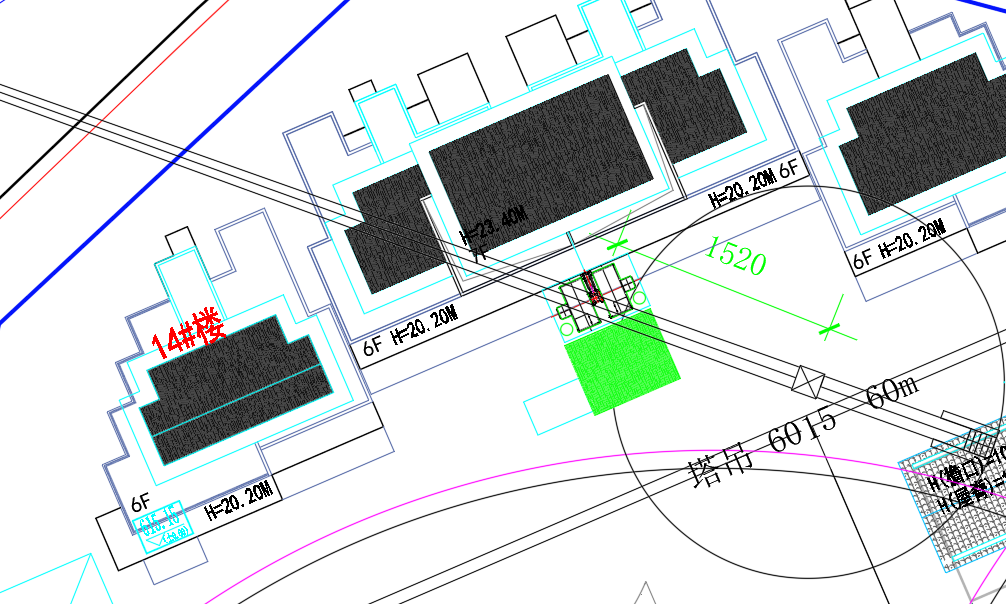 6F
H=20.20M
H=23.40M
7F
1520
6F H=20.20M
6F H=20.20M
14#楼
塔吊 6015 60m
6F
H=20.20M